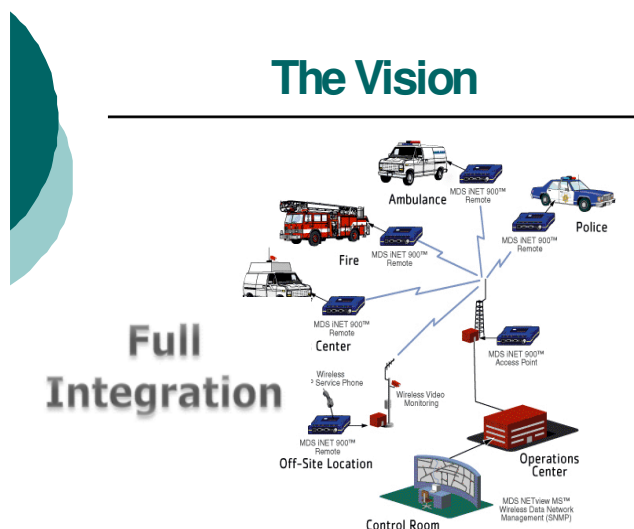 The Vision
MDS iNET 900™
Remote
Ambulance
MDS iNET 900™
Remote
Police
MDS iNET 900™
Remote
Fire
MDS iNET 900™
Remote
Center
MDS iNET 900™
Access Point
Full
Integration
Wireless
Service Phone
Wireless Video
Monitoring
MDS iNET 900™
Remote
Off-Site Location
Operations
Center
MDS NETview MS™
Wireless Data Network
Management (SNMP)
Control Room